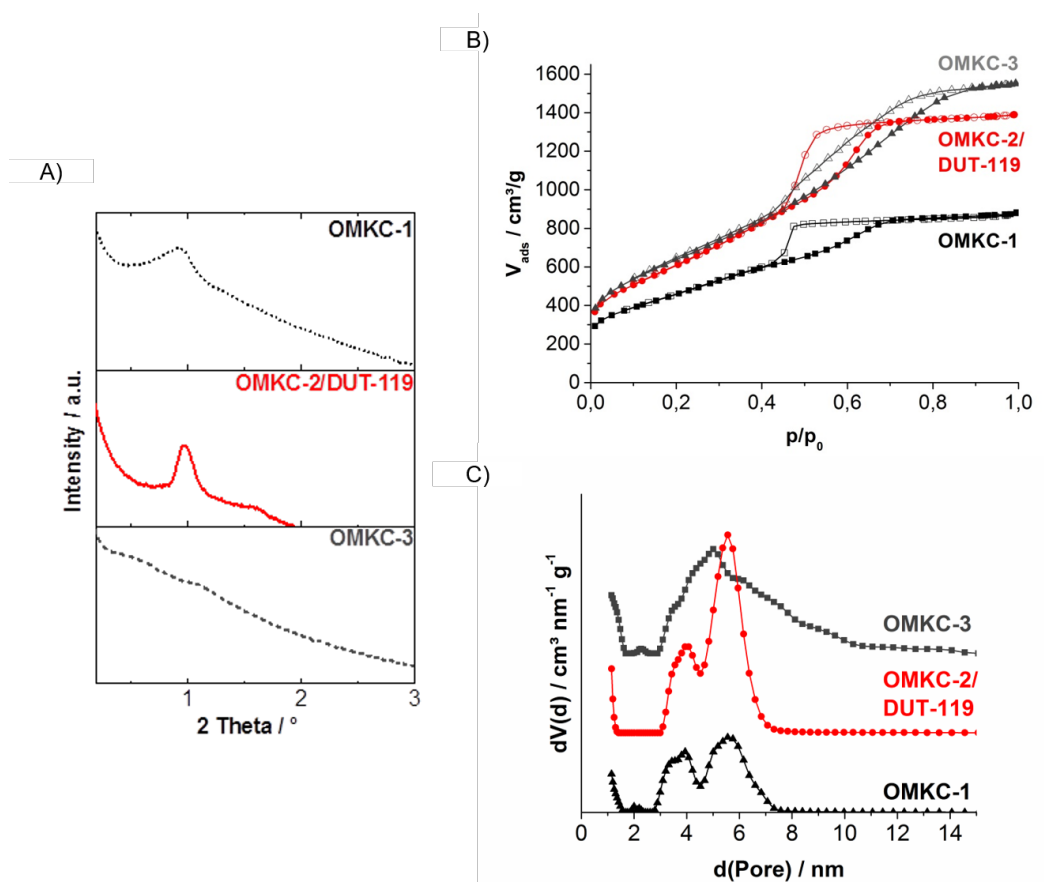 A)
OMKC-1
OMKC-2/DUT-119
OMKC-3
Intensity / a.u.
1 2 3
2 Theta / °
B)
OMKC-3
OMKC-2/
DUT-119
OMKC-1
V_ads / cm³/g
1600
1400
1200
1000
800
600
400
200
0
0,0 0,2 0,4 0,6 0,8 1,0
p/p₀
C)
OMKC-3
OMKC-2/
DUT-119
OMKC-1
dV(d) / cm³ nm⁻¹ g⁻¹
0 2 4 6 8 10 12 14
d(Pore) / nm